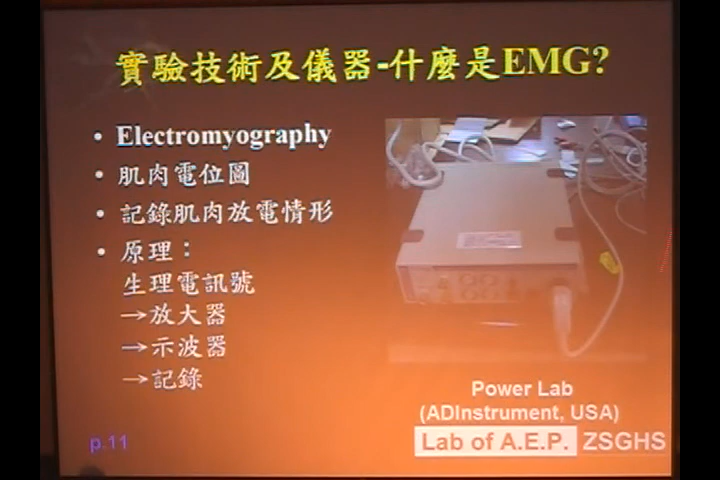 實驗技術及儀器-什麼是EMG?
• Electromyography
• 肌肉電位圖
• 記錄肌肉放電情形
• 原理：
生理電訊號
→放大器
→示波器
→記錄
Power Lab
(ADInstrument, USA)
Lab of A.E.P. ZSGHS
p.11